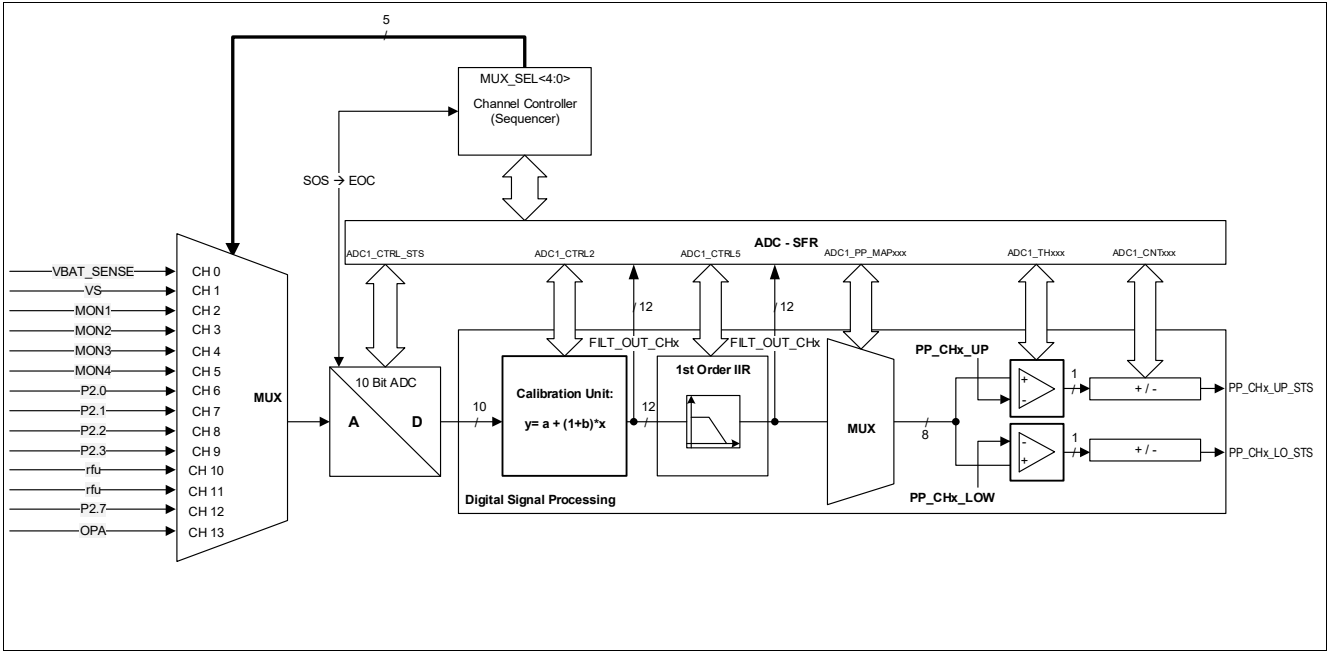 5
MUX_SEL<4:0>
Channel Controller
(Sequencer)
SOS → EOC
ADC - SFR
ADC1_CTRL_STS
ADC1_CTRL2
ADC1_CTRL5
ADC1_PP_MAPxxx
ADC1_THxxx
ADC1_CNTxxx
VBAT_SENSE CH 0
VS CH 1
MON1 CH 2
MON2 CH 3
MON3 CH 4
MON4 CH 5
P2.0 CH 6
P2.1 CH 7
P2.2 CH 8
P2.3 CH 9
rfu CH 10
rfu CH 11
P2.7 CH 12
OPA CH 13
MUX
10 Bit ADC
A
D
10
Calibration Unit:
y= a + (1+b)*x
12
FILT_OUT_CHx
12
1st Order IIR
12
FILT_OUT_CHx
MUX
8
PP_CHx_UP
+
-
1
+ / -
PP_CHx_UP_STS
-
+
1
+ / -
PP_CHx_LO_STS
PP_CHx_LOW
Digital Signal Processing